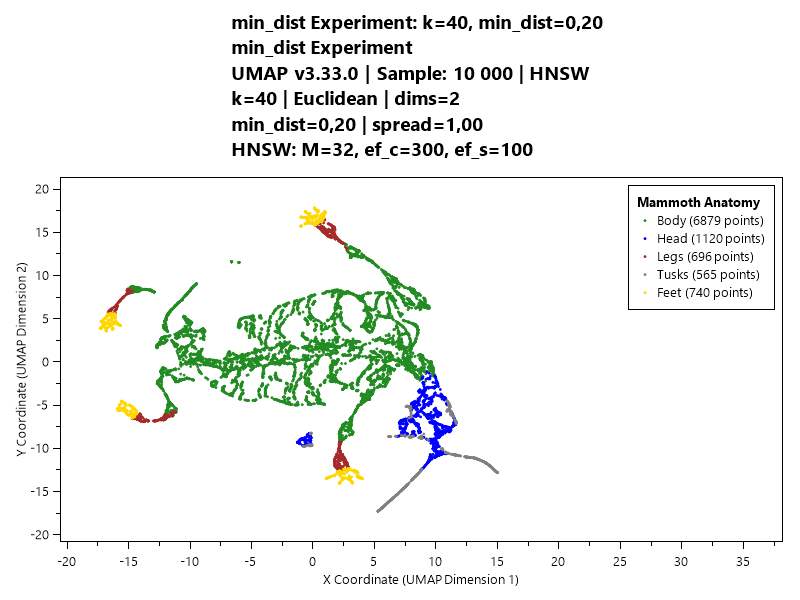 min_dist Experiment: k=40, min_dist=0,20
min_dist Experiment
UMAP v3.33.0 | Sample: 10 000 | HNSW
k=40 | Euclidean | dims=2
min_dist=0,20 | spread=1,00
HNSW: M=32, ef_c=300, ef_s=100
Mammoth Anatomy
Body (6879 points)
Head (1120 points)
Legs (696 points)
Tusks (565 points)
Feet (740 points)
Y Coordinate (UMAP Dimension 2)
20
15
10
5
0
-5
-10
-15
-20
-20 -15 -10 -5 0 5 10 15 20 25 30 35
X Coordinate (UMAP Dimension 1)